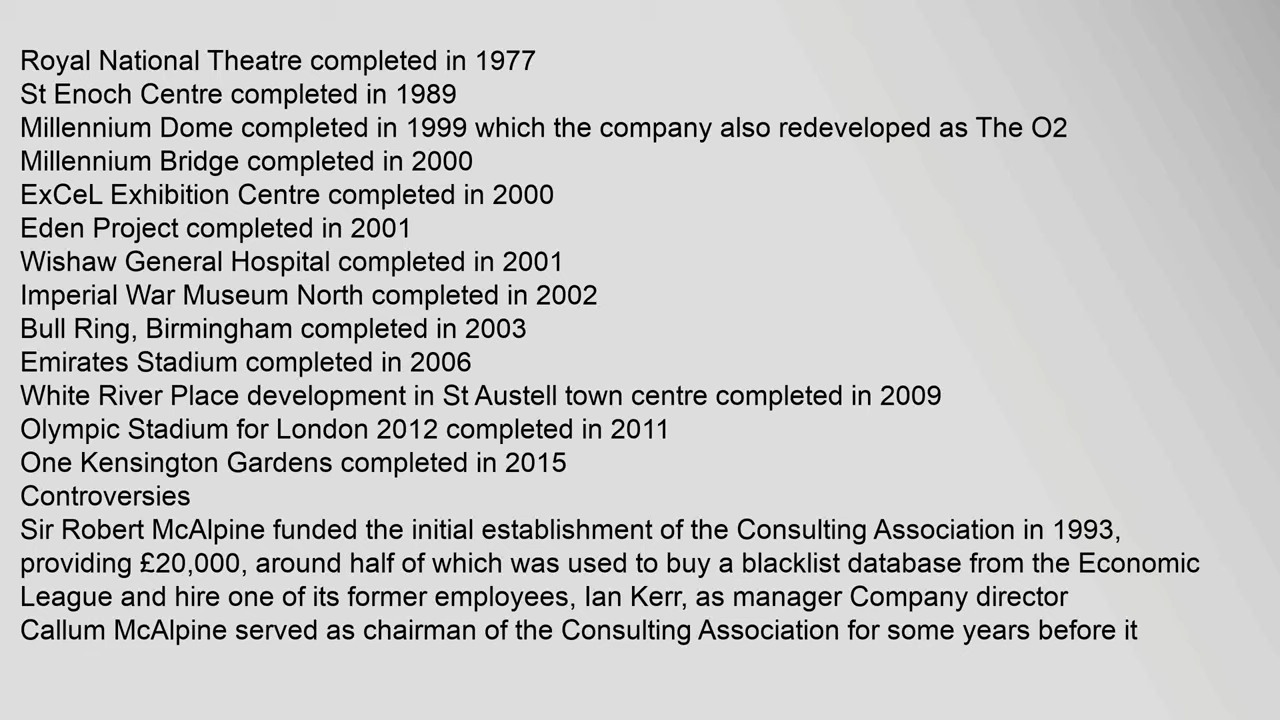 Royal National Theatre completed in 1977
St Enoch Centre completed in 1989
Millennium Dome completed in 1999 which the company also redeveloped as The O2
Millennium Bridge completed in 2000
ExCeL Exhibition Centre completed in 2000
Eden Project completed in 2001
Wishaw General Hospital completed in 2001
Imperial War Museum North completed in 2002
Bull Ring, Birmingham completed in 2003
Emirates Stadium completed in 2006
White River Place development in St Austell town centre completed in 2009
Olympic Stadium for London 2012 completed in 2011
One Kensington Gardens completed in 2015
Controversies
Sir Robert McAlpine funded the initial establishment of the Consulting Association in 1993,
providing £20,000, around half of which was used to buy a blacklist database from the Economic
League and hire one of its former employees, Ian Kerr, as manager Company director
Callum McAlpine served as chairman of the Consulting Association for some years before it